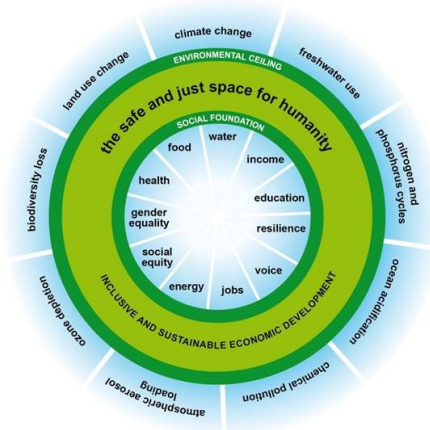 climate change
freshwater use
nitrogen and
phosphorus cycles
ocean acidification
chemical pollution
atmospheric aerosol
loading
ozone depletion
biodiversity loss
land use change
ENVIRONMENTAL CEILING
the safe and just space for humanity
SOCIAL FOUNDATION
water
income
education
resilience
voice
jobs
energy
social
equity
gender
equality
health
food
INCLUSIVE AND SUSTAINABLE ECONOMIC DEVELOPMENT